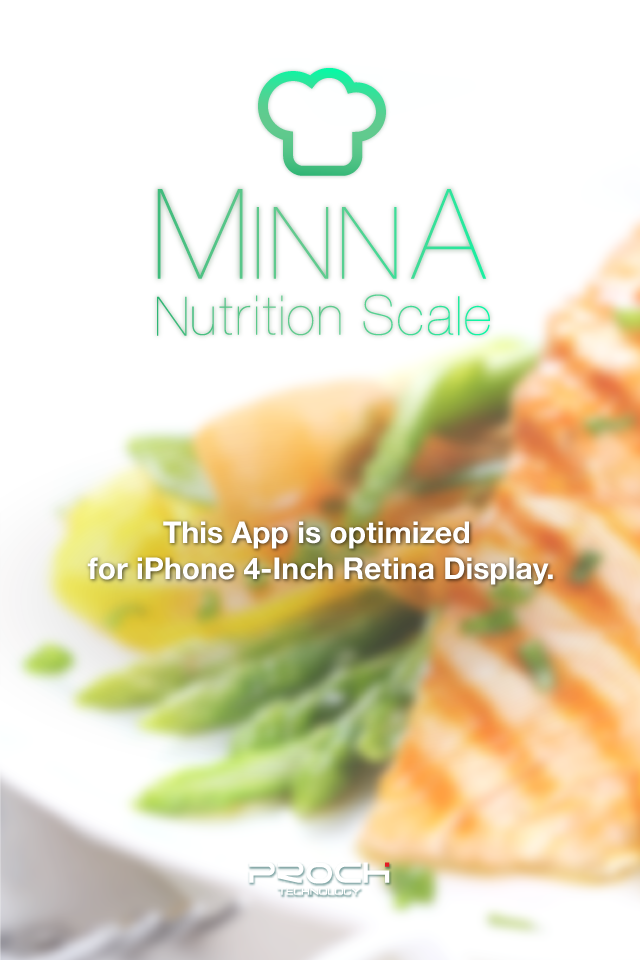 MINNA
Nutrition Scale
This App is optimized
for iPhone 4-Inch Retina Display.
PROCH
TECHNOLOGY